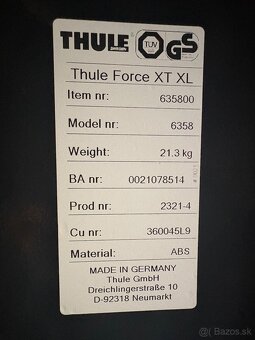 THULE TÜV GS
Thule Force XT XL
Item nr: 635800
Model nr: 6358
Weight: 21.3 kg
BA nr: 0021078514
Prod nr: 2321-4
Cu nr: 360045L9
Material: ABS
MADE IN GERMANY
Thule GmbH
Dreichlingerstraße 10
D-92318 Neumarkt
bazos.sk